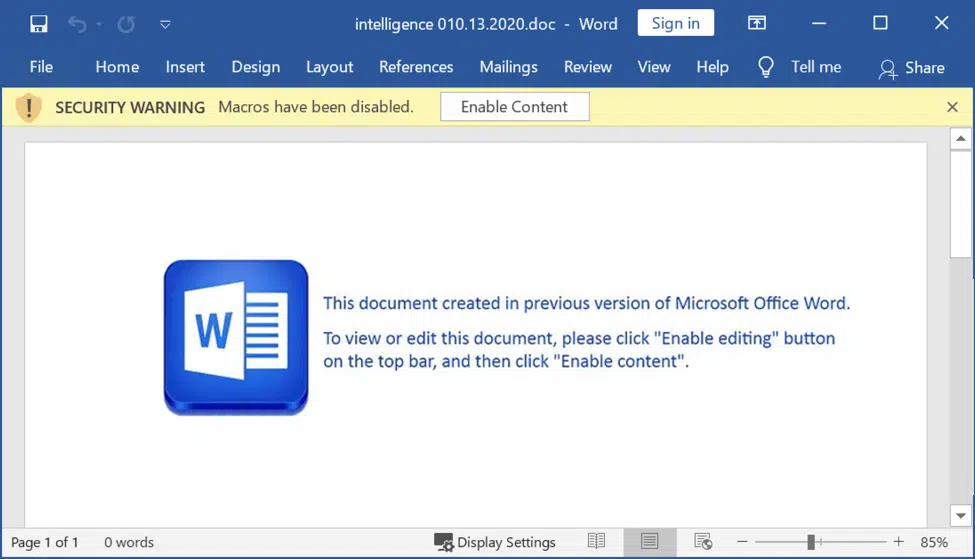 intelligence 010.13.2020.doc - Word Sign in
File Home Insert Design Layout References Mailings Review View Help Tell me Share
SECURITY WARNING Macros have been disabled. Enable Content
W
This document created in previous version of Microsoft Office Word.
To view or edit this document, please click "Enable editing" button
on the top bar, and then click "Enable content".
Page 1 of 1 0 words Display Settings 85%